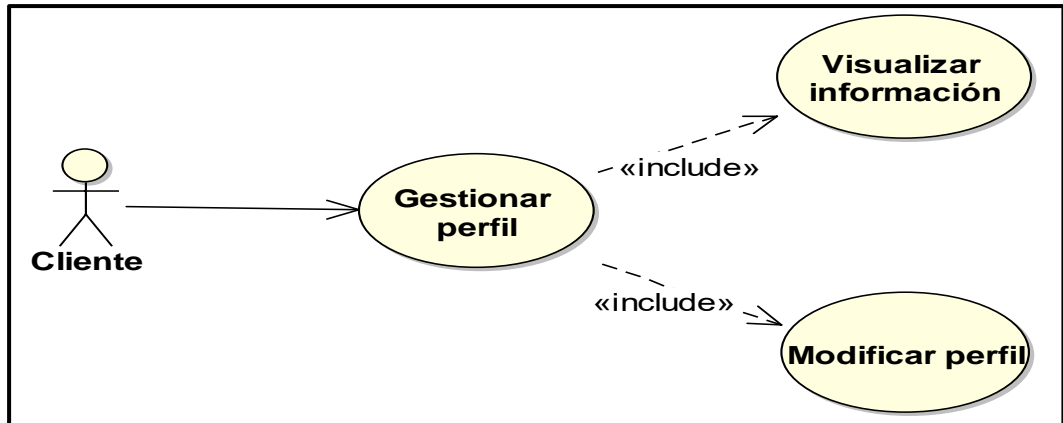 Visualizar
información
«include»
Gestionar
perfil
Cliente
«include»
Modificar perfil